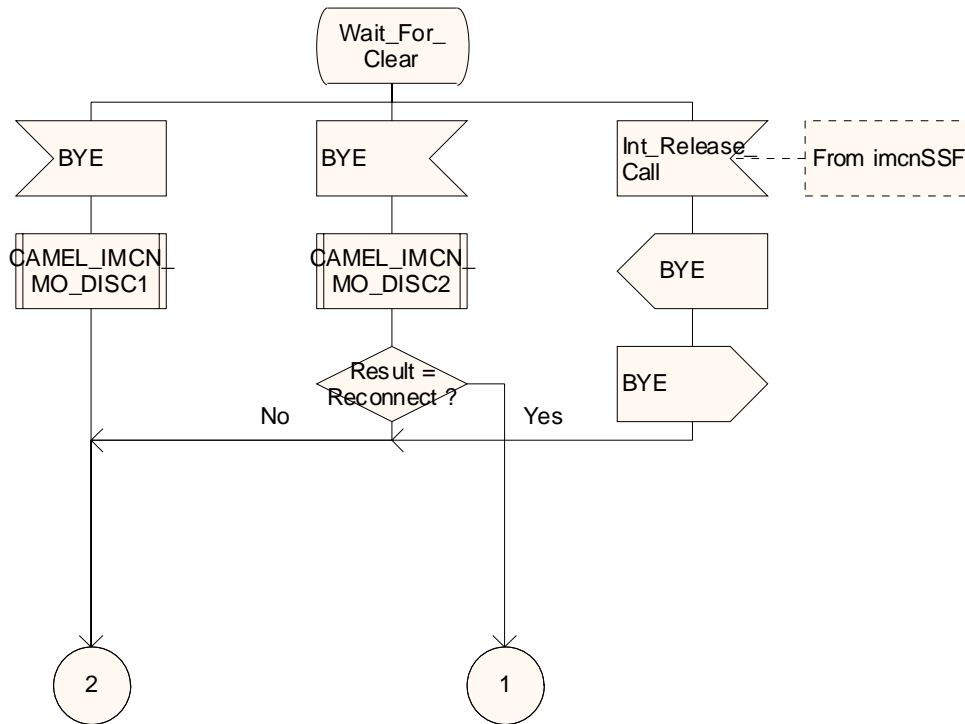 Wait_For_
Clear
BYE
BYE
Int_Release_
Call
From imcnSSF
CAMEL_IMCN_
MO_DISC1
CAMEL_IMCN_
MO_DISC2
BYE
Result =
Reconnect ?
BYE
No
Yes
2
1